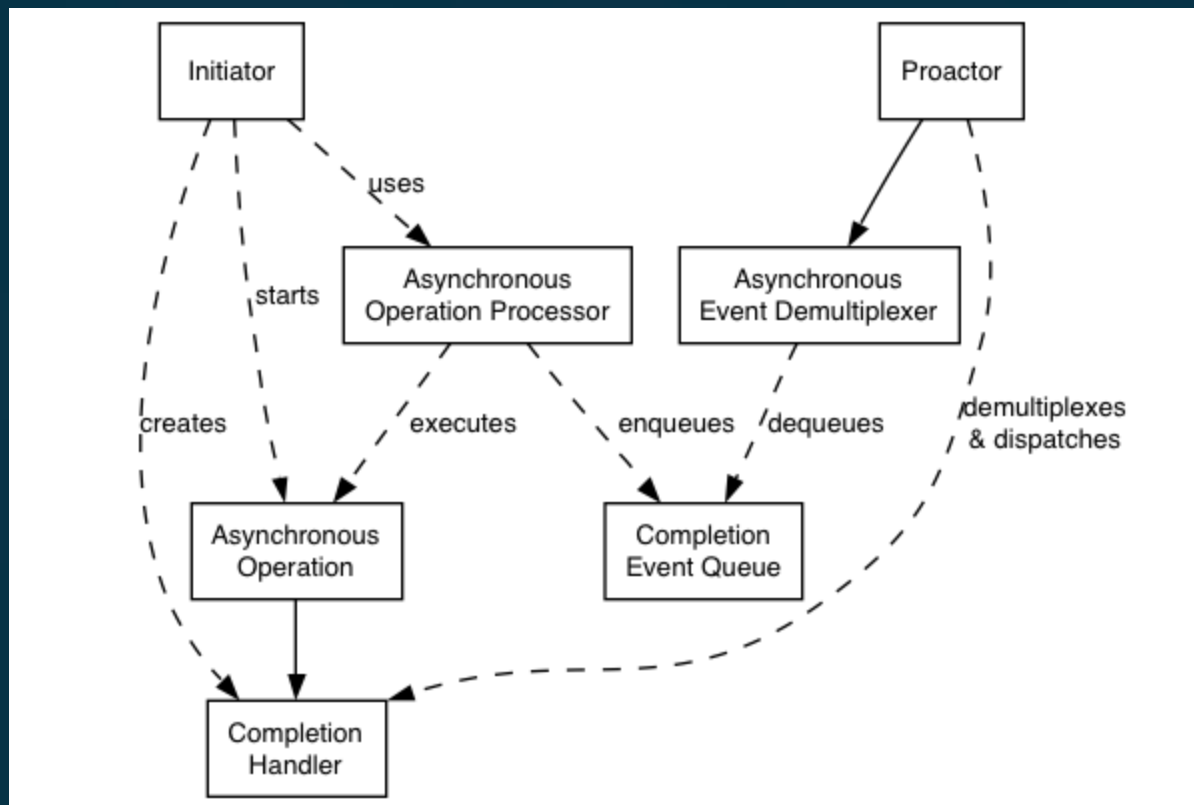 Initiator
Proactor
uses
Asynchronous
Operation Processor
Asynchronous
Event Demultiplexer
starts
creates
executes
enqueues
dequeues
demultiplexes
& dispatches
Asynchronous
Operation
Completion
Event Queue
Completion
Handler